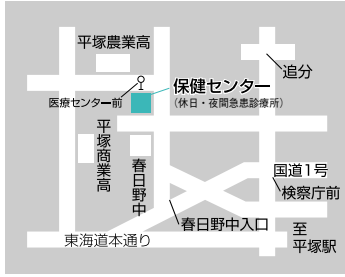 平塚農業高
追分
保健センター
(休日・夜間急患診療所)
医療センター前
平塚商業高
春日野中
国道1号
検察庁前
春日野中入口
至平塚駅
東海道本通り